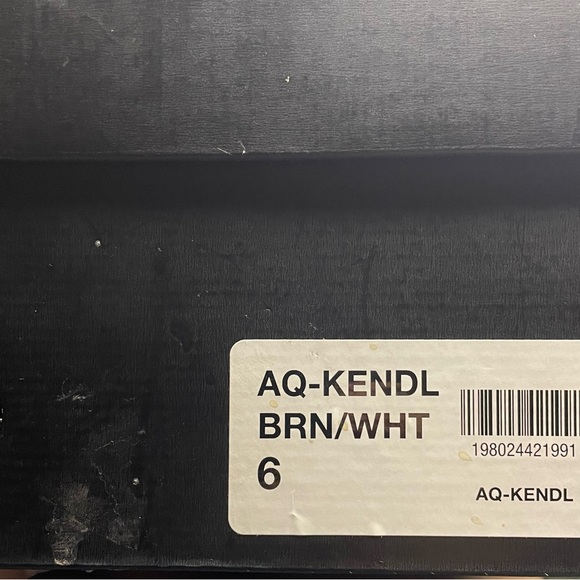 AQ-KENDL
BRN/WHT
6
198024421991
AQ-KENDL